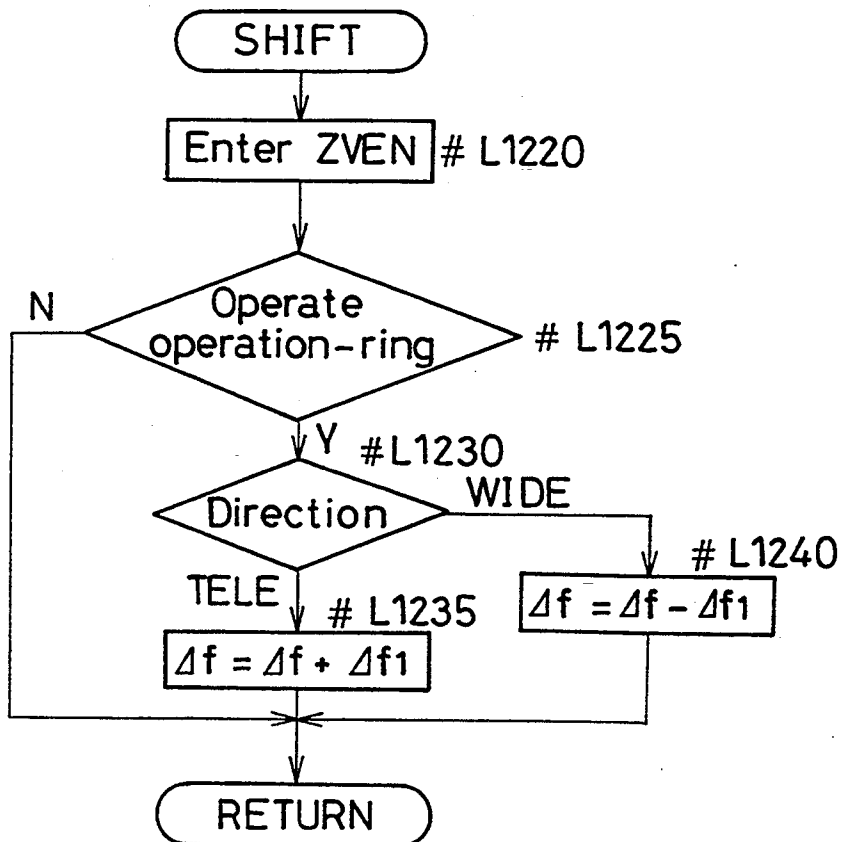 SHIFT
Enter ZVEN # L1220
N
Operate
operation-ring # L1225
Y #L1230
Direction WIDE
TELE # L1240
# L1235
Δf = Δf - Δf1
Δf = Δf + Δf1
RETURN